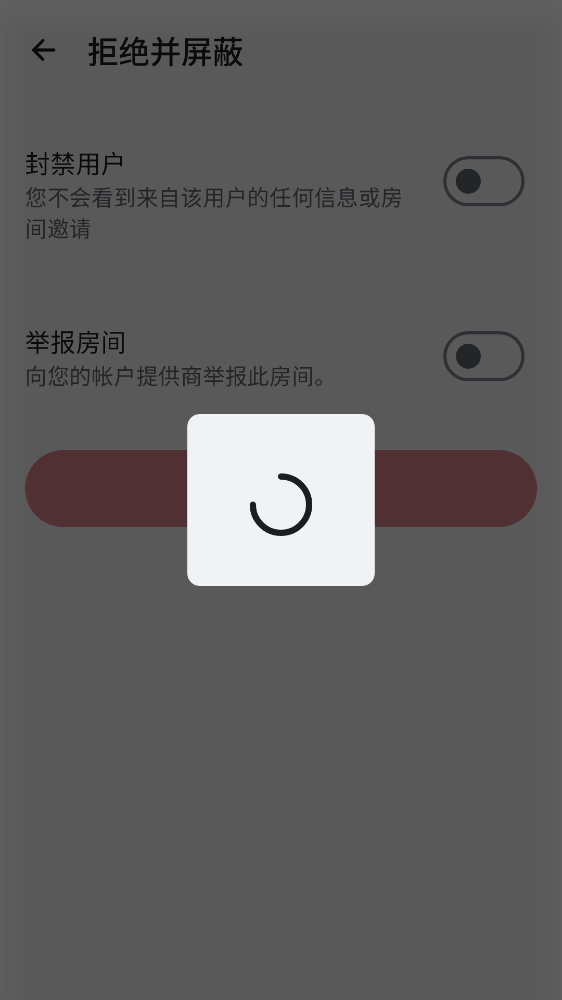 拒绝并屏蔽
封禁用户
您不会看到来自该用户的任何信息或房
间邀请
举报房间
向您的帐户提供商举报此房间。